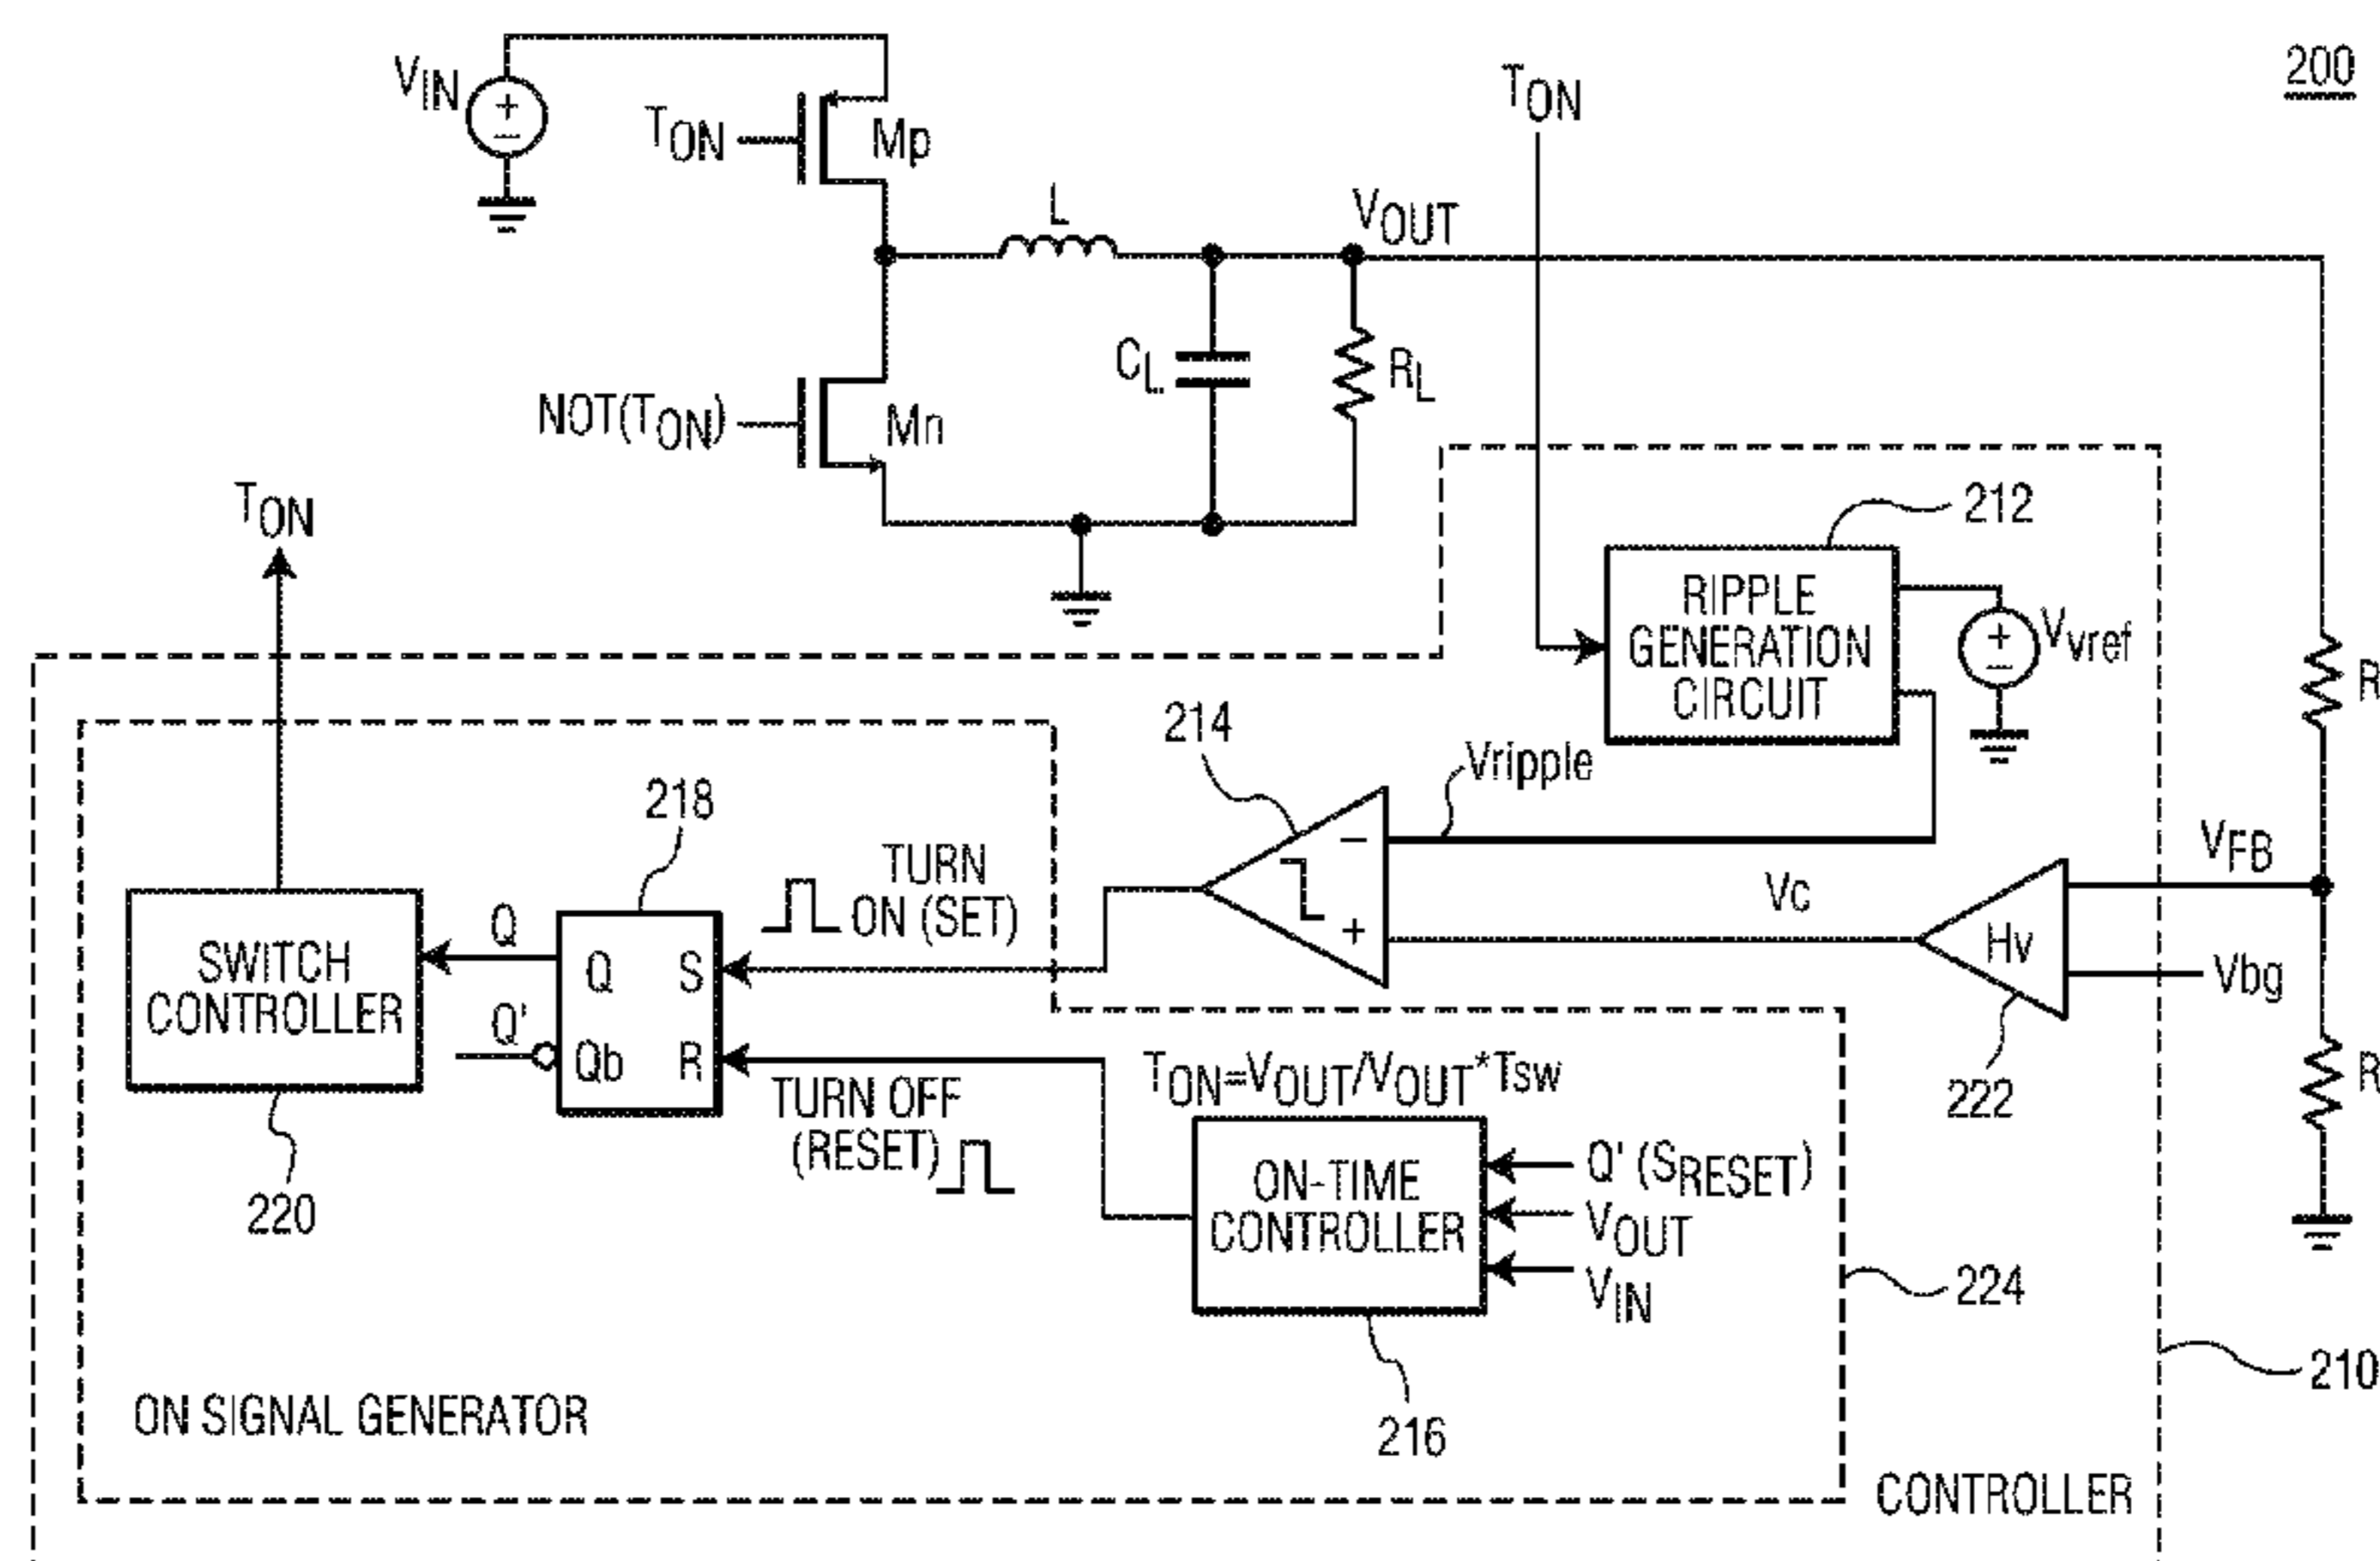 200
VIN
+
−
TON
Mp
TON
L
VOUT
CL
RL
NOT(TON)
Mn
TON
212
RIPPLE
GENERATION
CIRCUIT
+
−
Vvref
R
214
Vripple
218
TURN
ON (SET)
−
+
Vc
VFB
Hv
Vbg
222
SWITCH
CONTROLLER
Q
Q'
Q
S
Qb
R
TURN OFF
(RESET)
TON=VOUT/VOUT*Tsw
R
220
ON-TIME
CONTROLLER
Q' (SRESET)
VOUT
VIN
224
210
216
ON SIGNAL GENERATOR
CONTROLLER